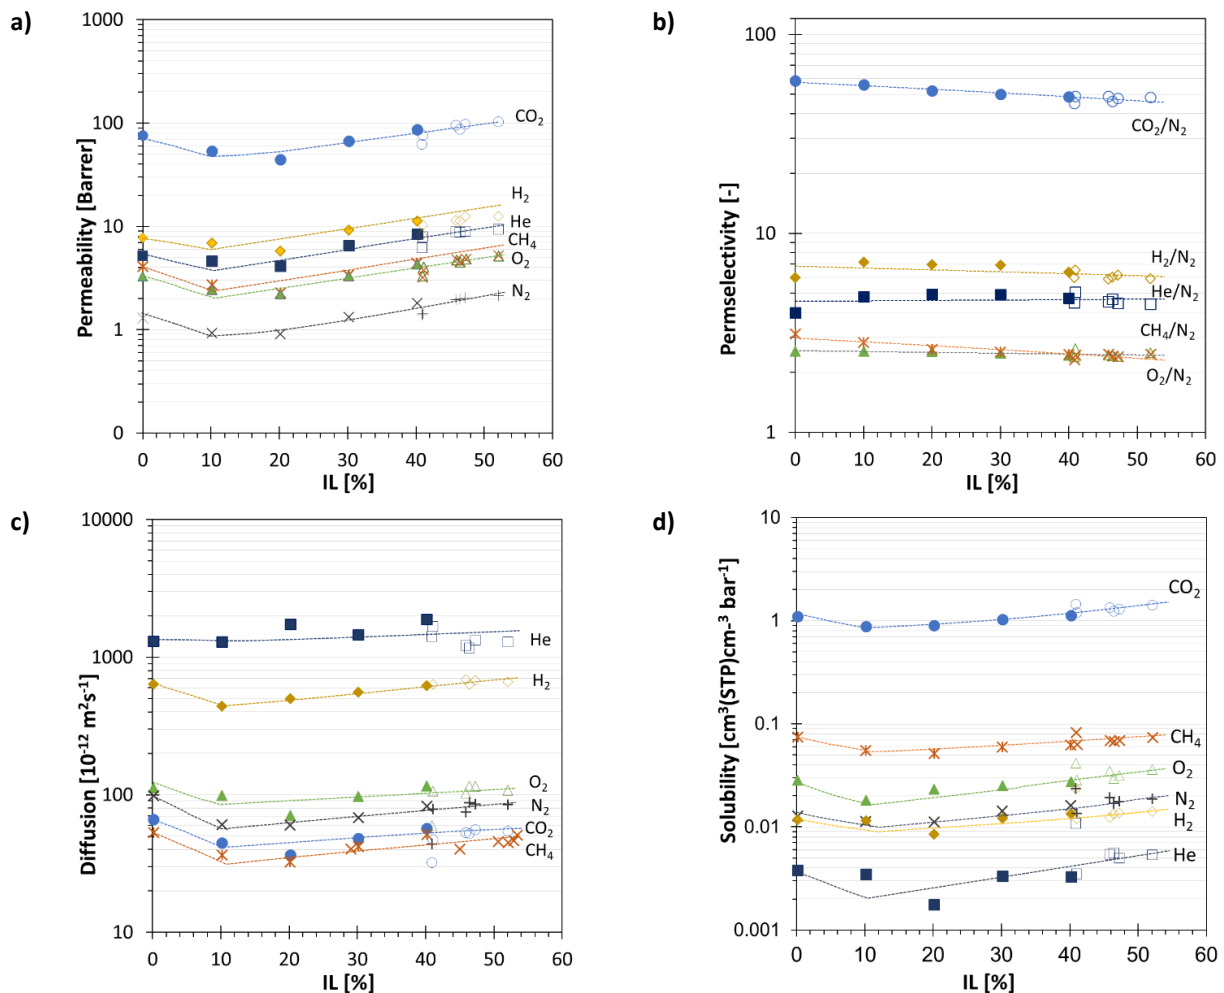 a)
1000
100
10
1
0
Permeability [Barrer]
CO2
H2
He
CH4
O2
N2
0 10 20 30 40 50 60
IL [%]
b)
100
10
1
Permselectivity [-]
CO2/N2
H2/N2
He/N2
CH4/N2
O2/N2
0 10 20 30 40 50 60
IL [%]
c)
10000
1000
100
10
Diffusion [10-12 m2s-1]
He
H2
O2
N2
CO2
CH4
0 10 20 30 40 50 60
IL [%]
d)
10
1
0.1
0.01
0.001
Solubility [cm3(STP)cm-3 bar-1]
CO2
CH4
O2
N2
H2
He
0 10 20 30 40 50 60
IL [%]